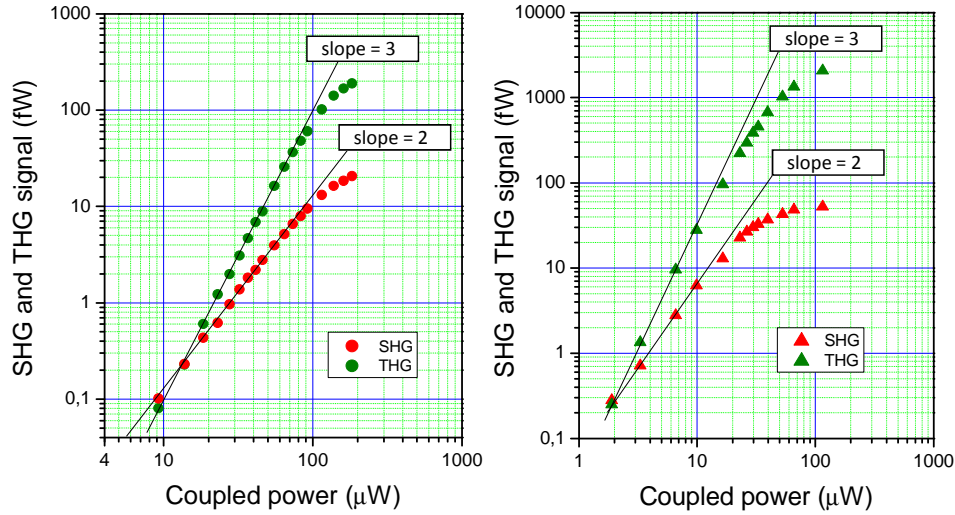 1000
100
10
1
0,1
SHG and THG signal (fW)
slope = 3
slope = 2
SHG
THG
4
10
100
1000
Coupled power (μW)
10000
1000
100
10
1
0,1
SHG and THG signal (fW)
slope = 3
slope = 2
SHG
THG
1
10
100
1000
Coupled power (μW)